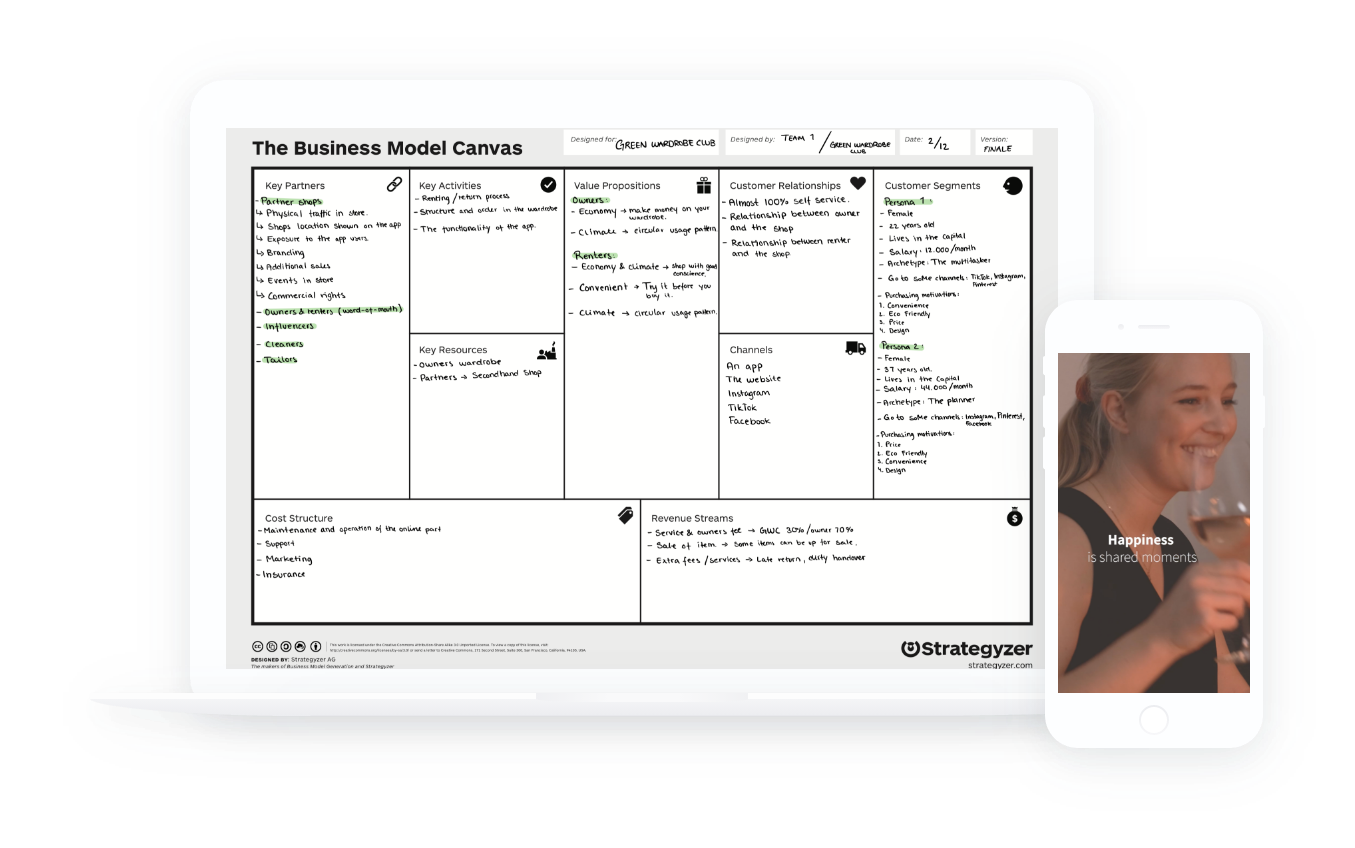 The Business Model Canvas
Designed for: GREEN WARDROBE CLUB
Designed by: TEAM 1 / GREEN WARDROBE
CLUB
Date: 2/12
Version:
FINALE
Key Partners
- Partner shops
↳ Physical traffic in store.
↳ Shops location shown on the app
↳ Exposure to the app users.
↳ Branding
↳ Additional sales
↳ Events in store
↳ Commercial rights
- Owners & renters (word-of-mouth)
- Influencers
- Cleaners
- Tailors
Key Activities
- Renting/return process
- Structure and order in the wardrobe
- The functionality of the app.
Key Resources
- Owners wardrobe
- Partners → Secondhand Shop
Value Propositions
Owners:
- Economy → make money on your
wardrobe.
- Climate → circular usage pattern
Renters:
- Economy & climate → shop with good
conscience.
- Convenient → Try it before you
buy it.
- Climate → circular usage pattern.
Customer Relationships
- Almost 100% self service.
- Relationship between owner
and the shop
- Relationship between renter
and the shop
Channels
An app
The website
Instagram
TikTok
Facebook
Customer Segments
Persona 1:
- Female
- 22 years old
- Lives in the capital
- Salary: 12.000/month
- Archetype: The multitasker
- Go to soMe channels: TikTok, Instagram,
Pinterest
- Purchasing motivations:
1. Convenience
2. Eco Friendly
3. Price
4. Design
Persona 2:
- Female
- 37 years old.
- Lives in the Capital
- Salary: 44.000/month
- Archetype: The planner
- Go to soMe channels: Instagram, Pinterest,
Facebook
- Purchasing motivations:
1. Price
2. Eco Friendly
3. Convenience
4. Design
Cost Structure
- Maintenance and operation of the online part
- Support
- Marketing
- Insurance
Revenue Streams
- Service & owners fee → GWC 30%/owner 70%
- Sale of item → Some items can be up for sale.
- Extra fees/services → Late return, dirty handover
DESIGNED BY: Strategyzer AG
The makers of Business Model Generation and Strategyzer
Strategyzer
strategyzer.com
Happiness
is shared moments